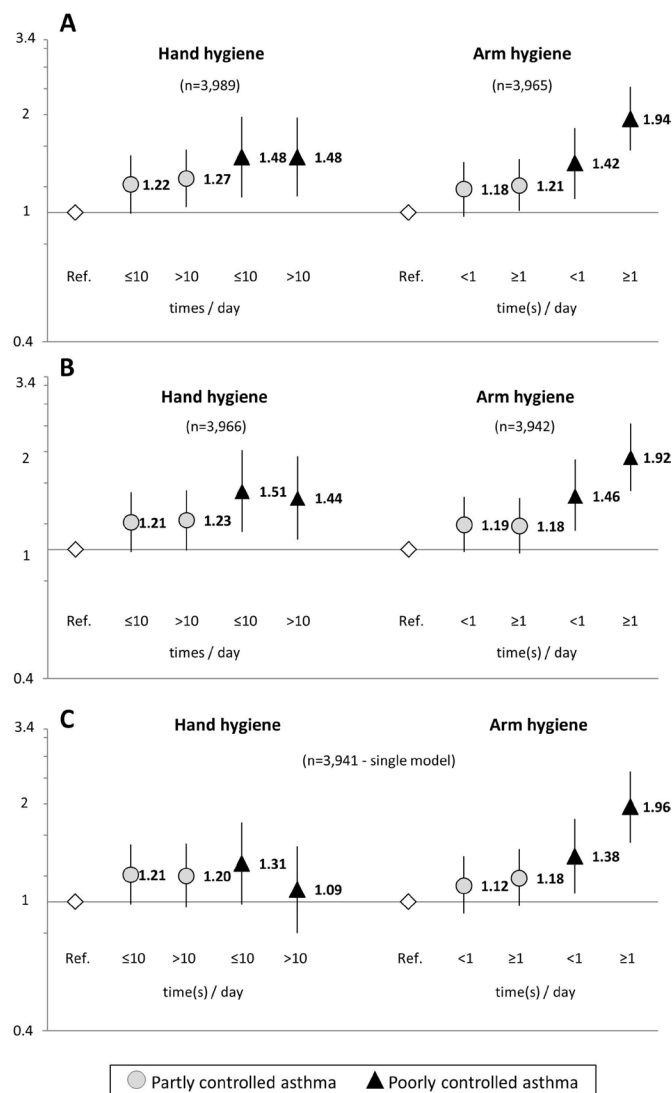 A
3.4
Hand hygiene Arm hygiene
(n=3,989) (n=3,965)
2
1.22 1.27 1.48 1.48 1.18 1.21 1.42 1.94
1
Ref. ≤10 >10 ≤10 >10 Ref. <1 ≥1 <1 ≥1
times / day time(s) / day
0.4
B
3.4
Hand hygiene Arm hygiene
(n=3,966) (n=3,942)
2
1.21 1.23 1.51 1.44 1.19 1.18 1.46 1.92
1
Ref. ≤10 >10 ≤10 >10 Ref. <1 ≥1 <1 ≥1
times / day time(s) / day
0.4
C
3.4
Hand hygiene Arm hygiene
(n=3,941 - single model)
2
1.21 1.20 1.31 1.09 1.12 1.18 1.38 1.96
1
Ref. ≤10 >10 ≤10 >10 Ref. <1 ≥1 <1 ≥1
time(s) / day time(s) / day
0.4
Partly controlled asthma Poorly controlled asthma